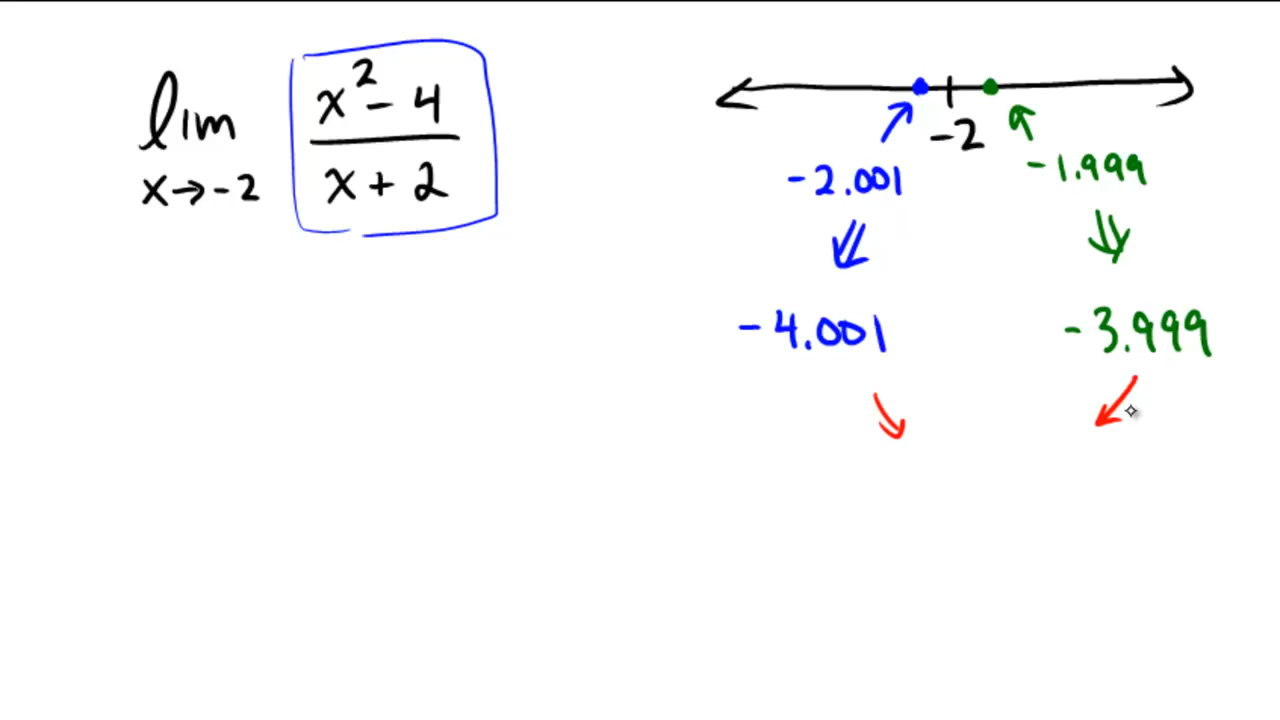 lim x² - 4
x → -2 x + 2
-2
-2.001 -1.999
-4.001 -3.999